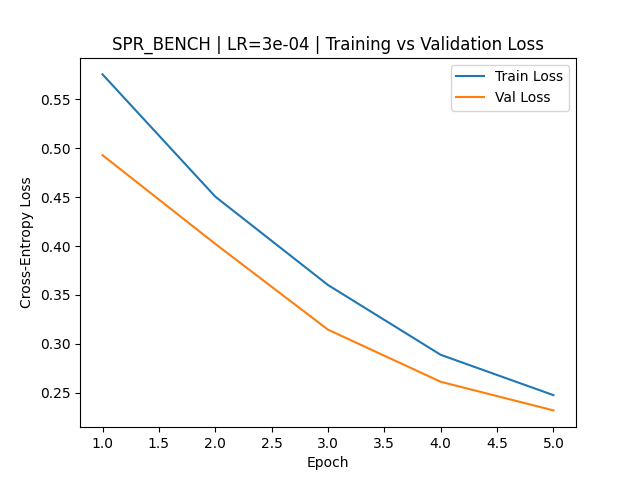 SPR_BENCH | LR=3e-04 | Training vs Validation Loss
Train Loss
Val Loss
0.55
0.50
0.45
0.40
0.35
0.30
0.25
Cross-Entropy Loss
1.0 1.5 2.0 2.5 3.0 3.5 4.0 4.5 5.0
Epoch